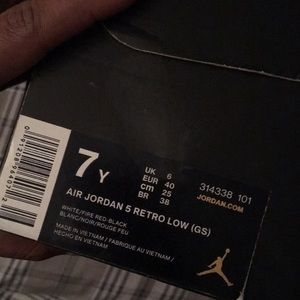 7Y
UK 6
EUR 40
cm 25
BR 38
314338 101
JORDAN.COM
AIR JORDAN 5 RETRO LOW (GS)
WHITE/FIRE RED-BLACK
BLANC/NOIR/ROUGE FEU
MADE IN VIETNAM / FABRIQUÉ AU VIETNAM /
HECHO EN VIETNAM